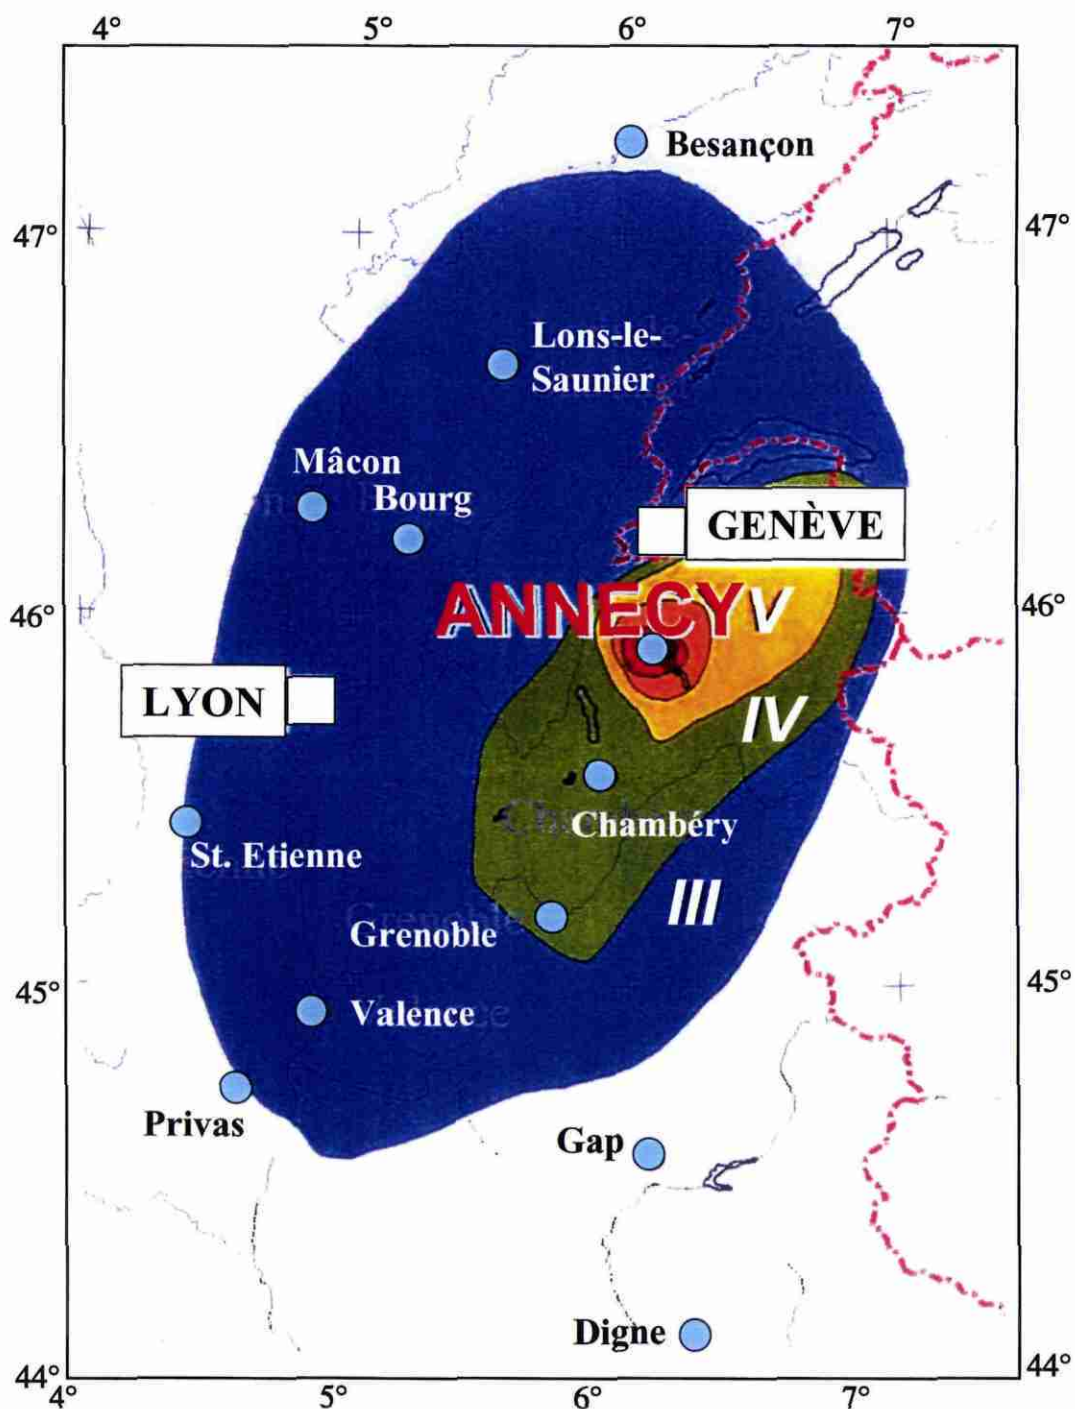 4° 5° 6° 7°
Besançon
47° 47°
Lons-le-
Saunier
Mâcon
Bourg
GENÈVE
ANNECY V
46° 46°
LYON
IV
Chambéry
St. Etienne
III
Grenoble
45° 45°
Valence
Privas
Gap
Digne
44° 44°
4° 5° 6° 7°